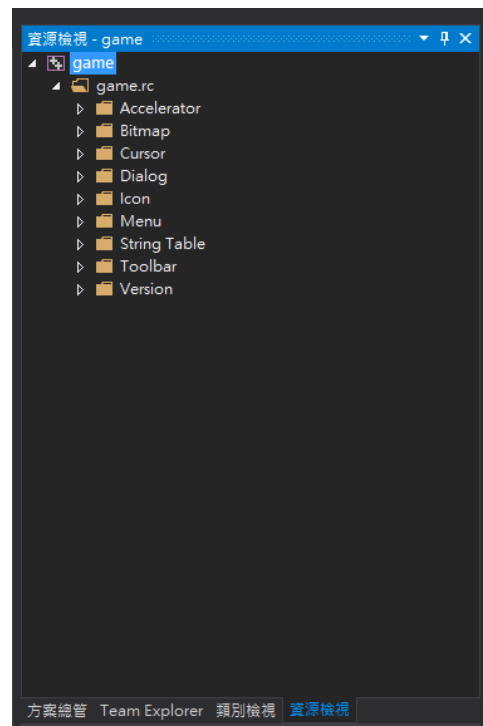 資源檢視 - game
game
game.rc
Accelerator
Bitmap
Cursor
Dialog
Icon
Menu
String Table
Toolbar
Version
方案總管 Team Explorer 類別檢視 資源檢視